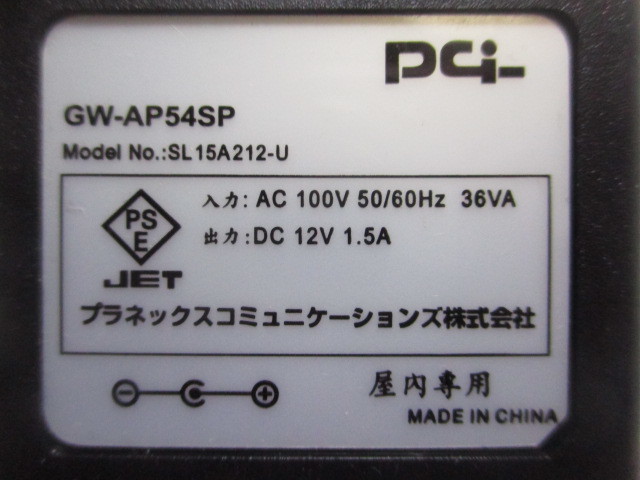 PCi
GW-AP54SP
Model No.:SL15A212-U
PS
E
JET
入力: AC 100V 50/60Hz 36VA
出力: DC 12V 1.5A
プラネックスコミュニケーションズ株式会社
屋内専用
MADE IN CHINA